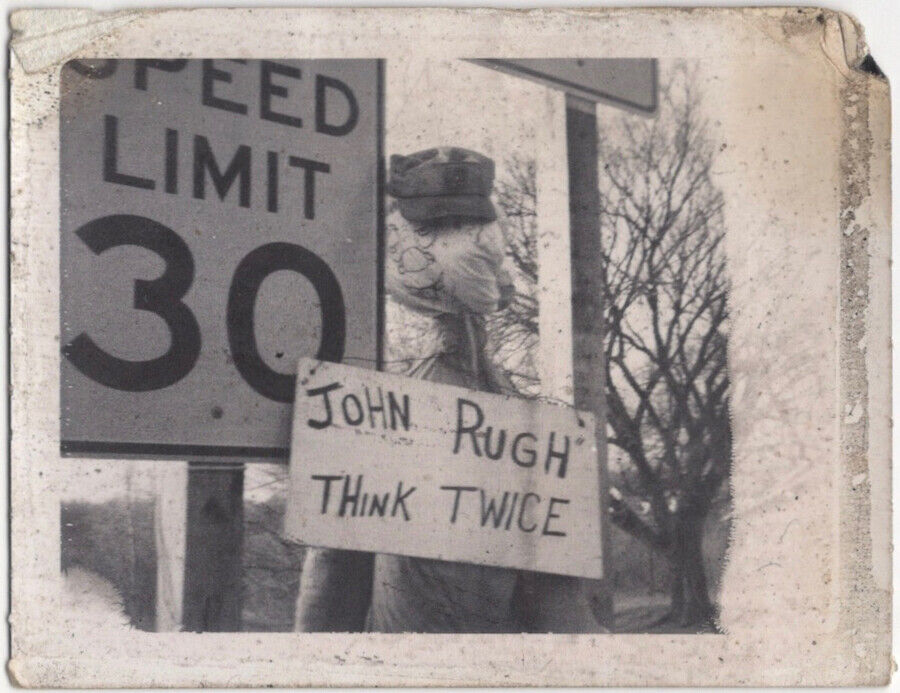 SPEED
LIMIT
30
JOHN RUGH"
THINK TWICE